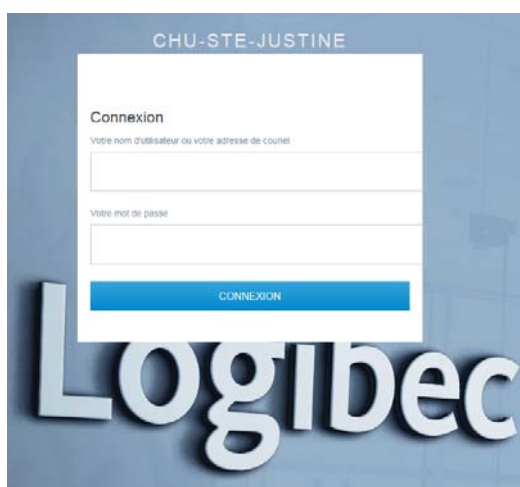 CHU-STE-JUSTINE
Connexion
Votre nom d'utilisateur ou votre adresse de courriel
Votre mot de passe
CONNEXION
Logibec